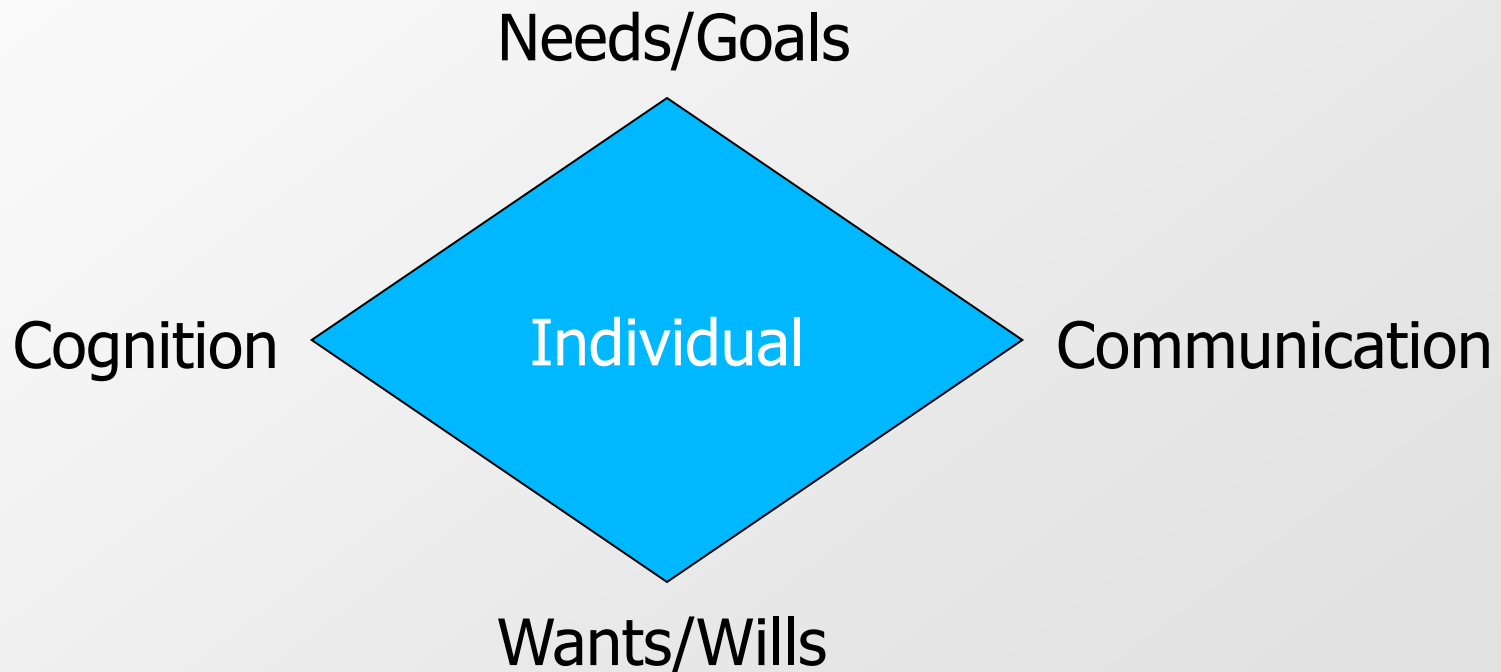 Needs/Goals
Cognition
Individual
Communication
Wants/Wills